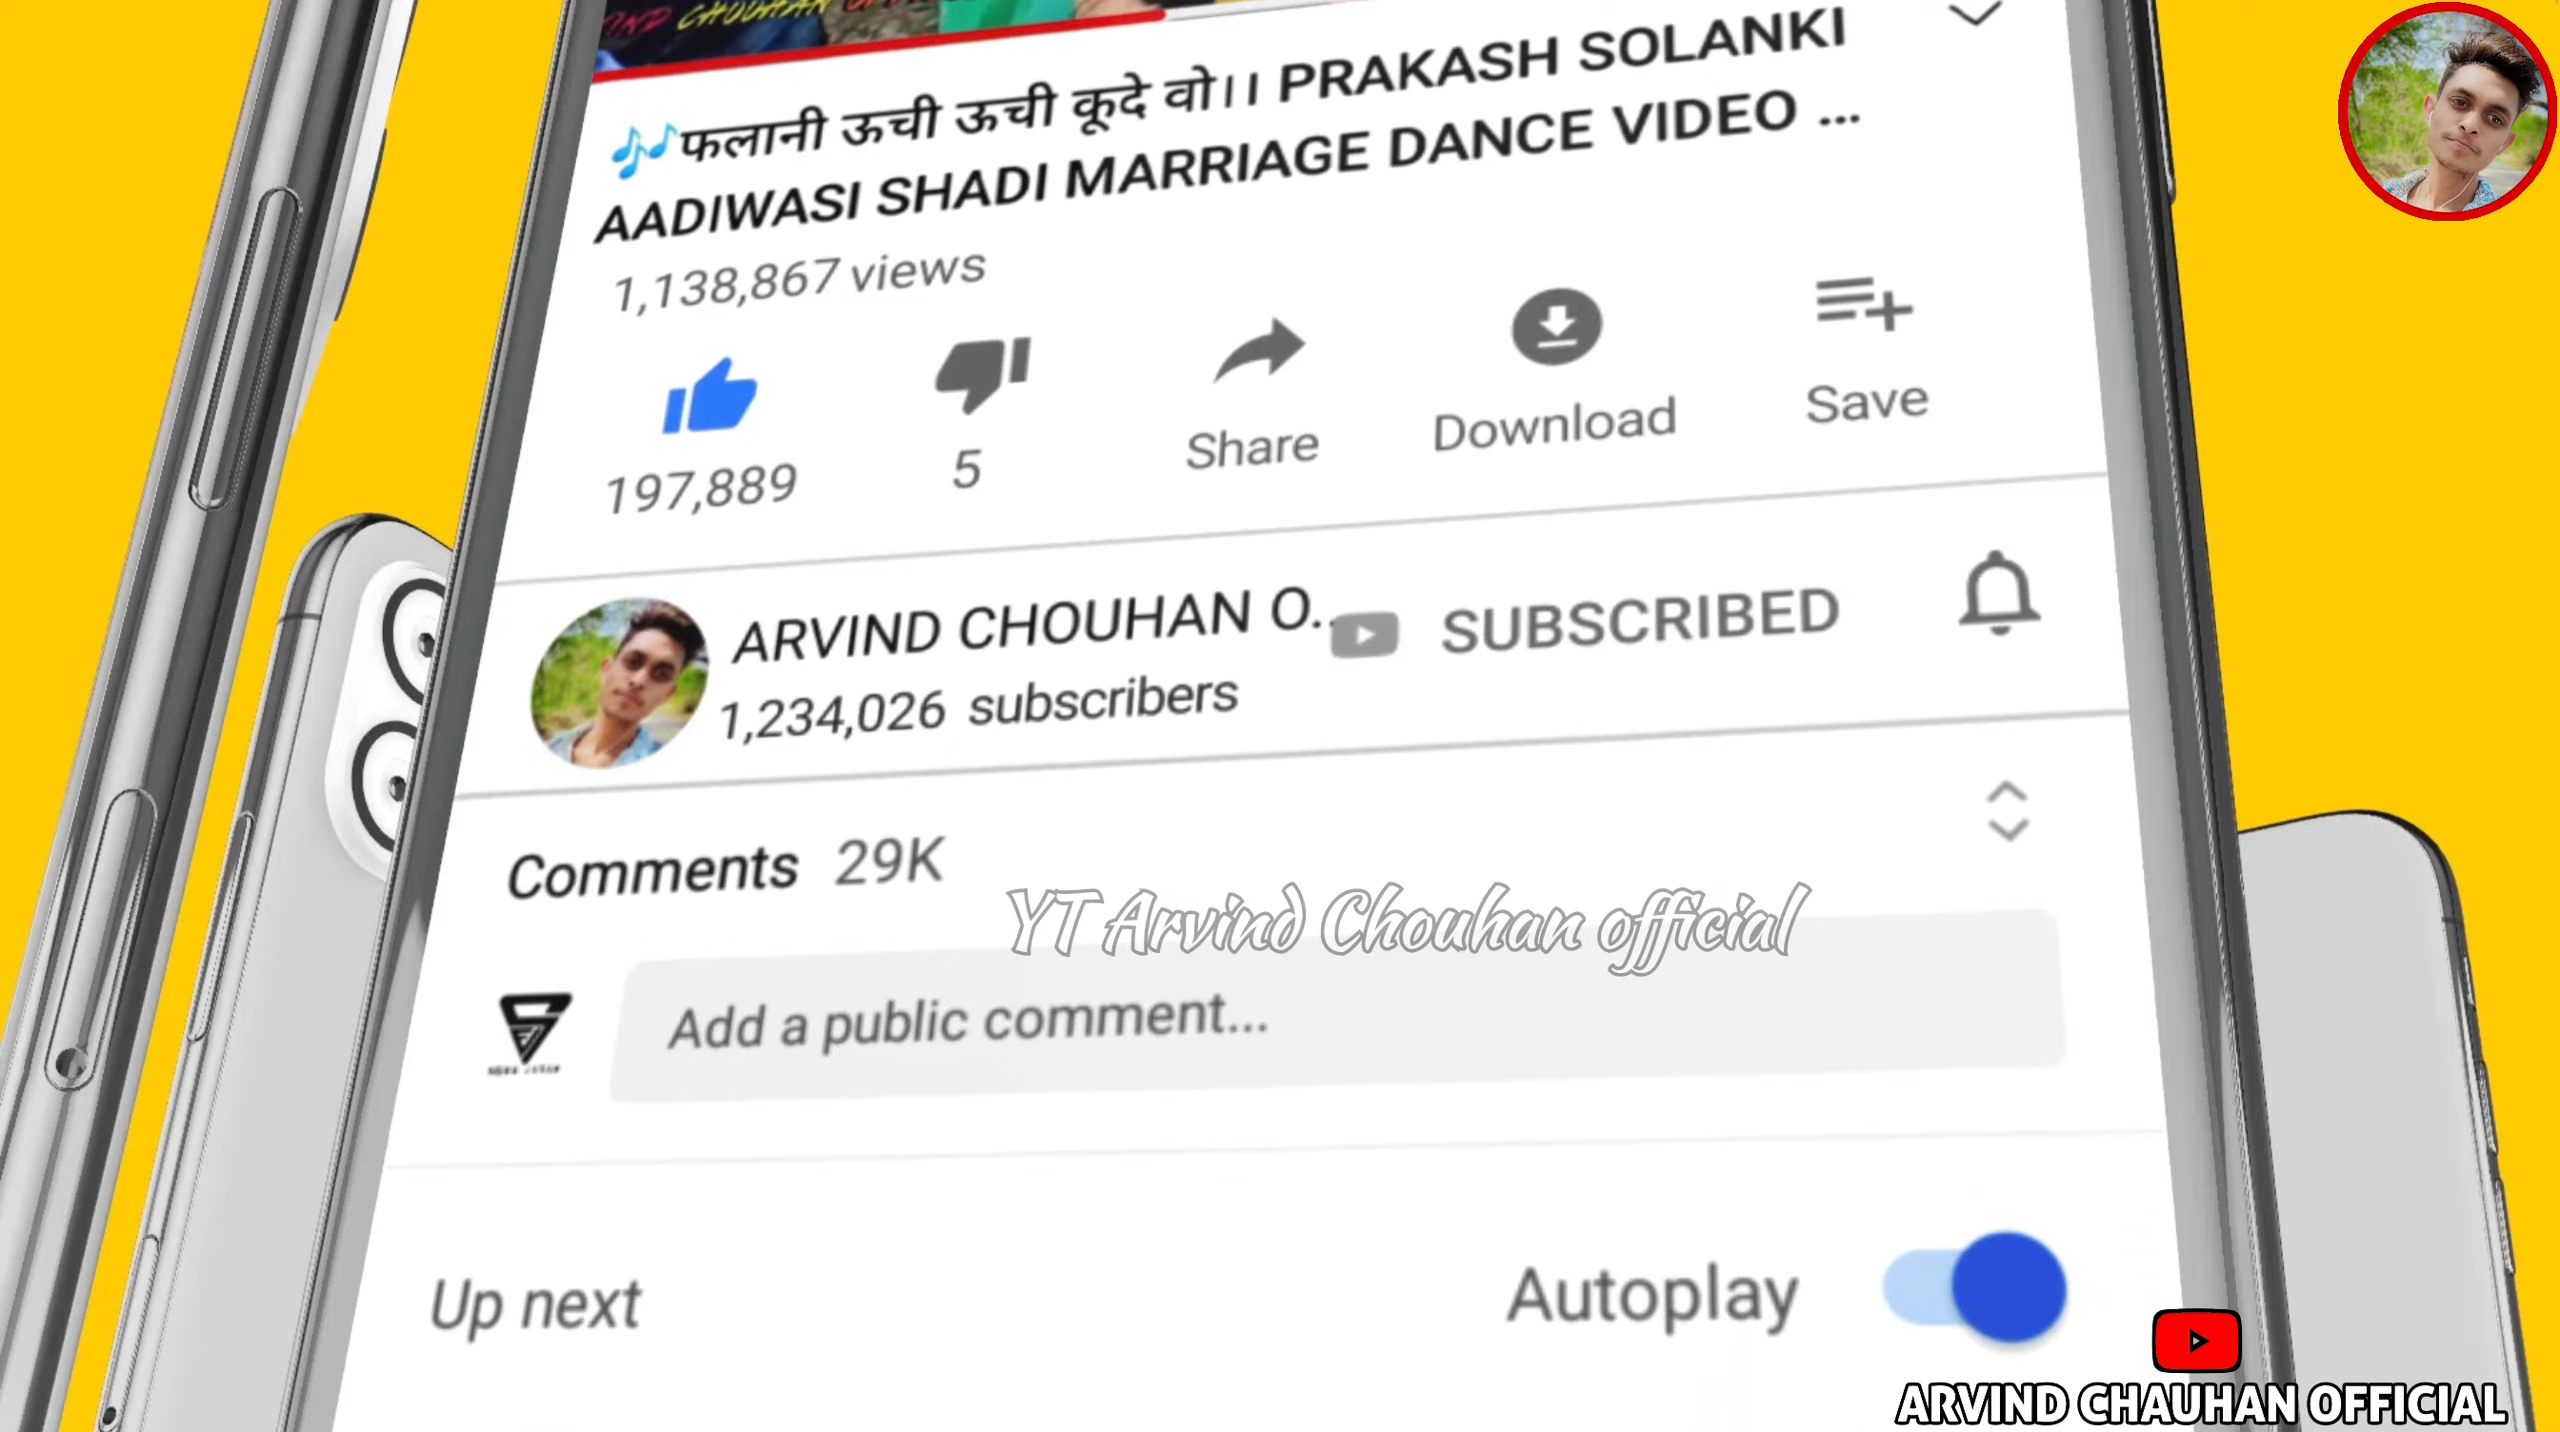 IND CHOUHAN
🎶फलानी ऊची ऊची कूदे वो।। PRAKASH SOLANKI
AADIWASI SHADI MARRIAGE DANCE VIDEO ...
1,138,867 views
197,889
5
Share
Download
Save
ARVIND CHOUHAN O..
SUBSCRIBED
1,234,026 subscribers
Comments 29K
YT Arvind Chouhan official
Add a public comment...
Up next
Autoplay
ARVIND CHAUHAN OFFICIAL